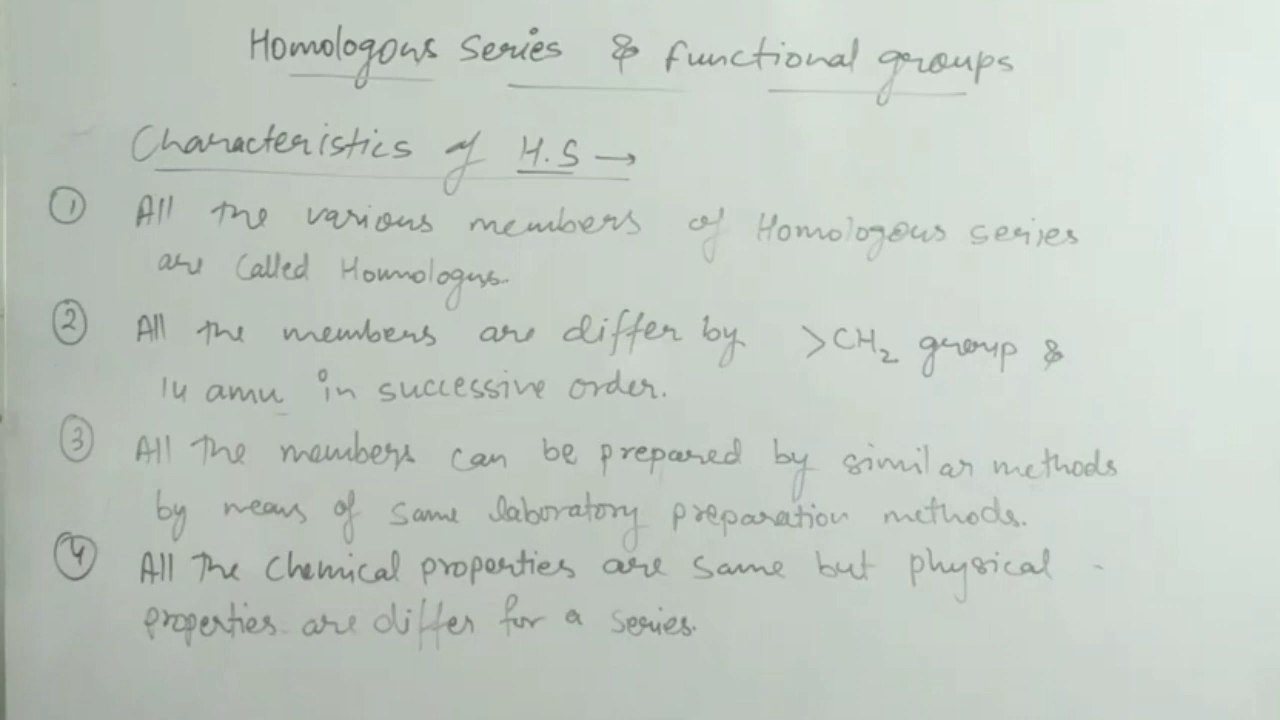 Homologous Series & functional groups
Characteristics of H.S →
① All the various members of Homologous series
are called Homologus.
② All the members are differ by >CH₂ group &
14 amu in successive order.
③ All the members can be prepared by similar methods
by means of same laboratory preparation methods.
④ All the Chemical properties are same but physical
properties are differ for a series.